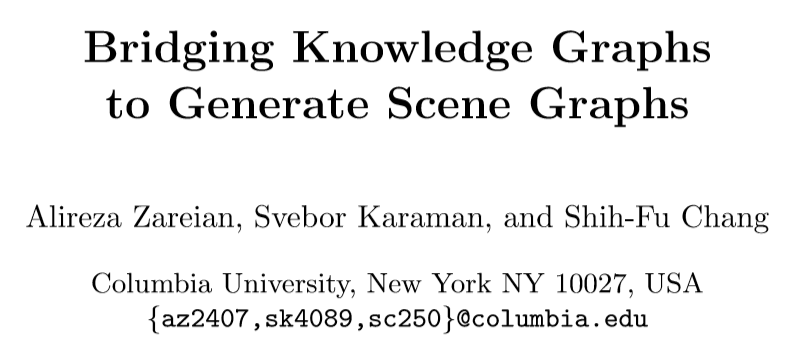 Bridging Knowledge Graphs
to Generate Scene Graphs
Alireza Zareian, Svebor Karaman, and Shih-Fu Chang
Columbia University, New York NY 10027, USA
{az2407,sk4089,sc250}@columbia.edu